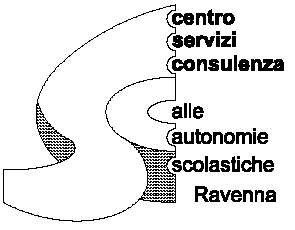 centro
servizi
consulenza
alle
autonomie
scolastiche
Ravenna